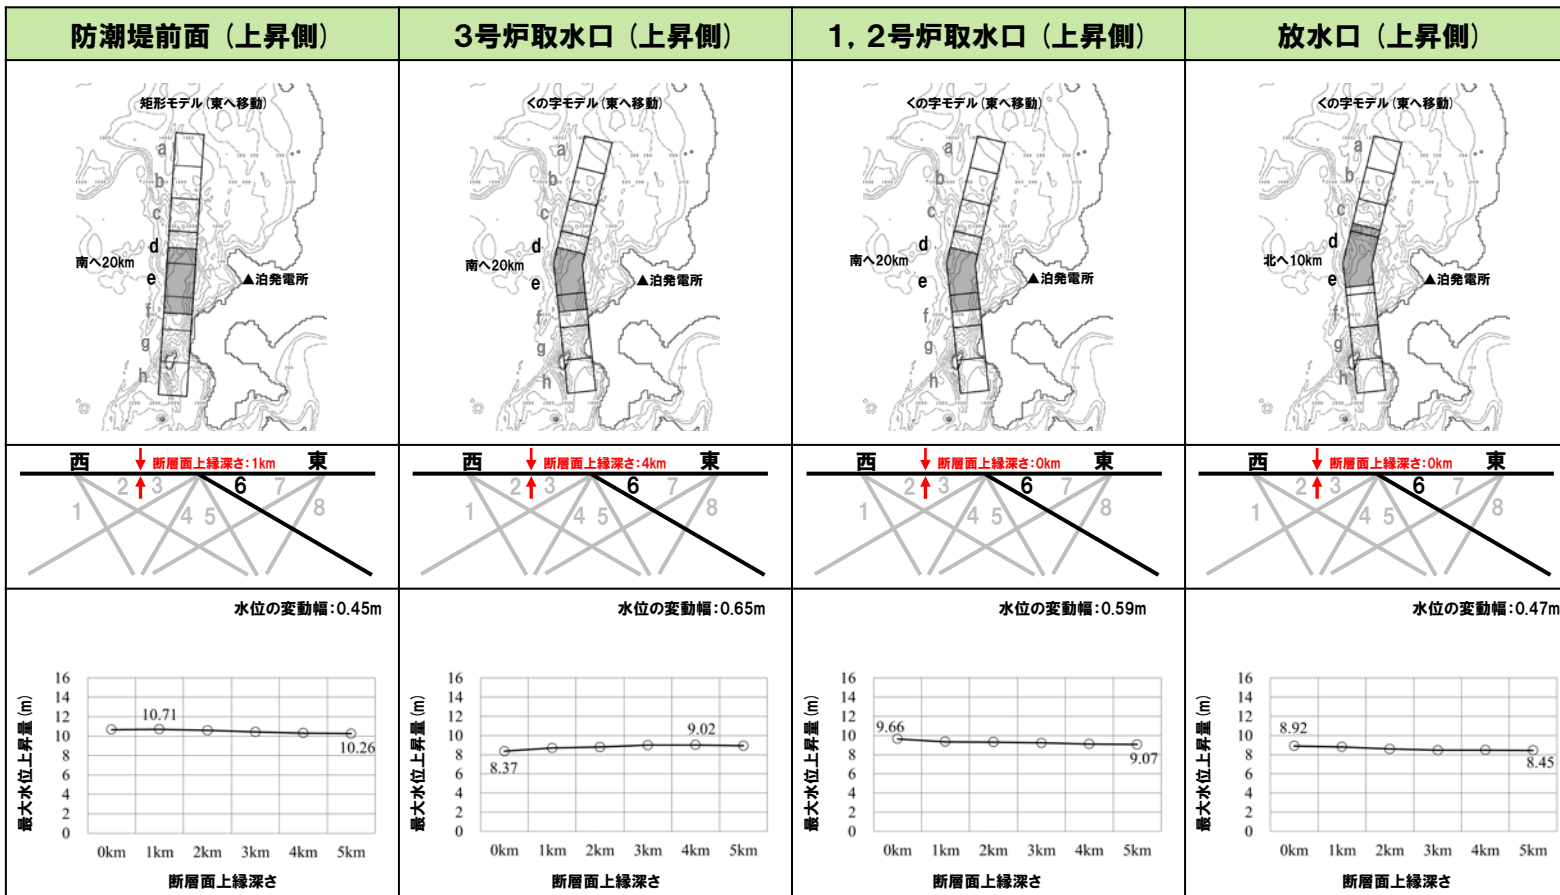 防潮堤前面（上昇側）
3号炉取水口（上昇側）
1，2号炉取水口（上昇側）
放水口（上昇側）
矩形モデル(東へ移動)
a
b
c
d
南へ20km
e
▲泊発電所
f
g
h
くの字モデル(東へ移動)
a
b
c
d
南へ20km
e
▲泊発電所
f
g
h
くの字モデル(東へ移動)
a
b
c
d
南へ20km
e
▲泊発電所
f
g
h
くの字モデル(東へ移動)
a
b
c
d
北へ10km
e
▲泊発電所
f
g
h
西
断層面上縁深さ:1km
東
1 2 3 4 5 6 7 8
西
断層面上縁深さ:4km
東
1 2 3 4 5 6 7 8
西
断層面上縁深さ:0km
東
1 2 3 4 5 6 7 8
西
断層面上縁深さ:0km
東
1 2 3 4 5 6 7 8
水位の変動幅:0.45m
最大水位上昇量(m)
16
14
12
10
8
6
4
2
0
10.71
10.26
0km 1km 2km 3km 4km 5km
断層面上縁深さ
水位の変動幅:0.65m
最大水位上昇量(m)
16
14
12
10
8
6
4
2
0
9.02
8.37
0km 1km 2km 3km 4km 5km
断層面上縁深さ
水位の変動幅:0.59m
最大水位上昇量(m)
16
14
12
10
8
6
4
2
0
9.66
9.07
0km 1km 2km 3km 4km 5km
断層面上縁深さ
水位の変動幅:0.47m
最大水位上昇量(m)
16
14
12
10
8
6
4
2
0
8.92
8.45
0km 1km 2km 3km 4km 5km
断層面上縁深さ